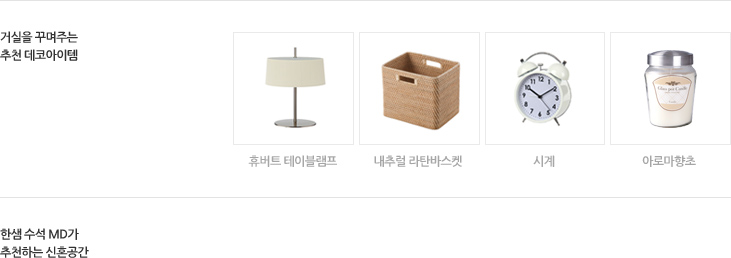 거실을 꾸며주는
추천 데코아이템
휴버트 테이블램프
내추럴 라탄바스켓
시계
아로마향초
한샘 수석 MD가
추천하는 신혼공간